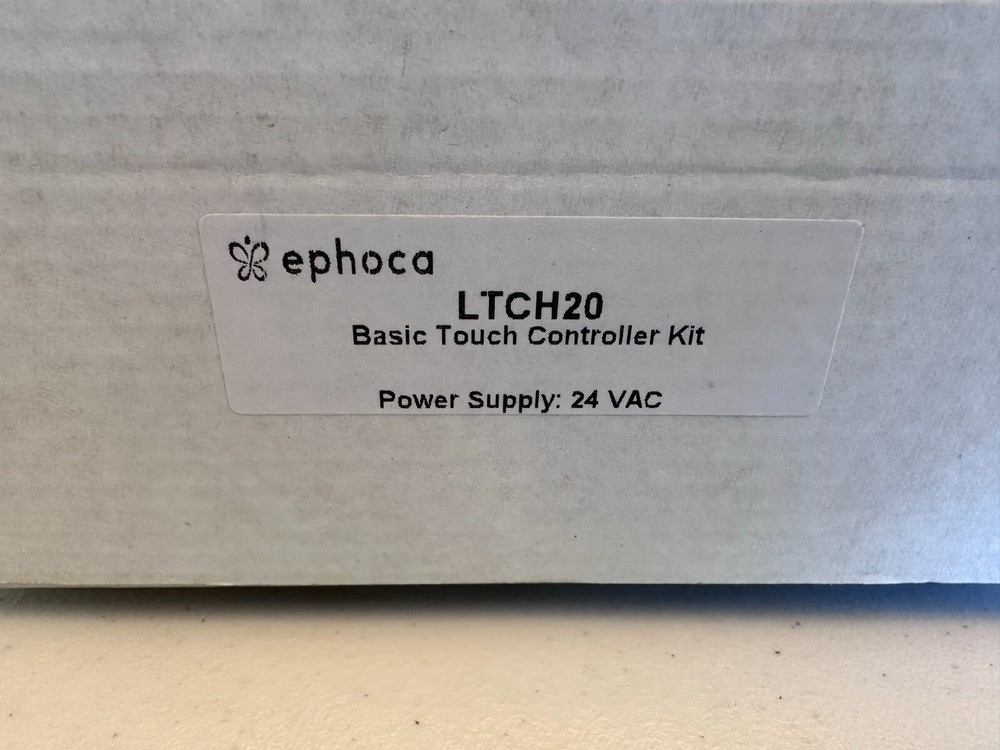 ephoca
LTCH20
Basic Touch Controller Kit
Power Supply: 24 VAC